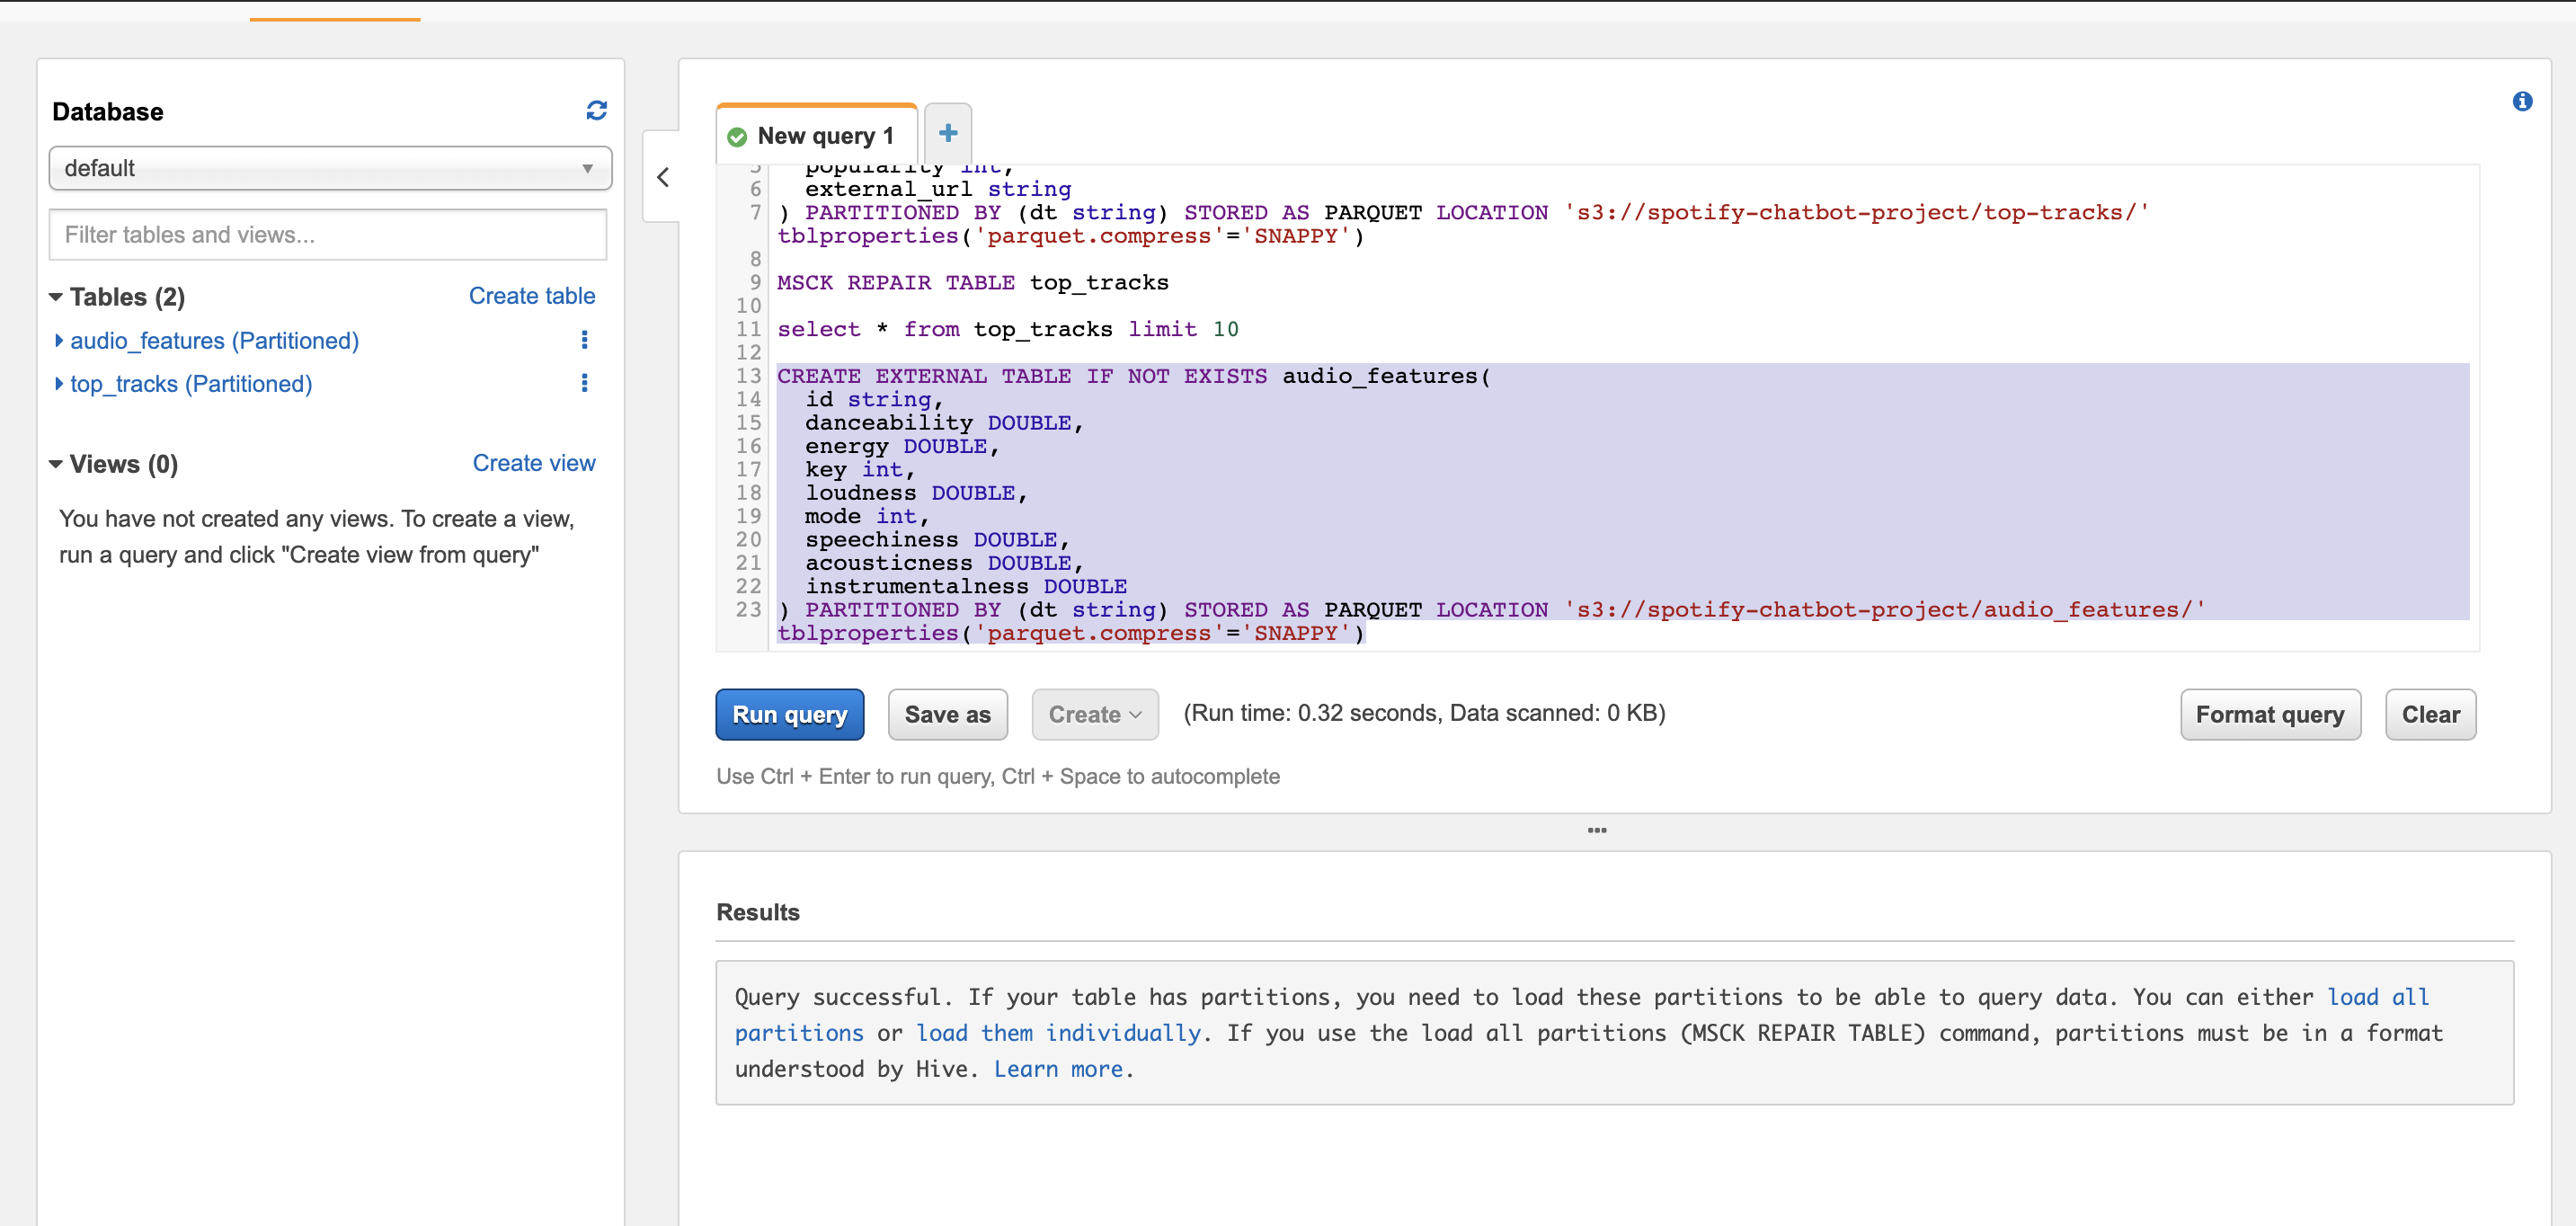 Database
default
Filter tables and views...
Tables (2)
Create table
audio_features (Partitioned)
top_tracks (Partitioned)
Views (0)
Create view
You have not created any views. To create a view,
run a query and click "Create view from query"
New query 1
5   popularity int,
6   external_url string
7 ) PARTITIONED BY (dt string) STORED AS PARQUET LOCATION 's3://spotify-chatbot-project/top-tracks/'
tblproperties('parquet.compress'='SNAPPY')
8
9 MSCK REPAIR TABLE top_tracks
10
11 select * from top_tracks limit 10
12
13 CREATE EXTERNAL TABLE IF NOT EXISTS audio_features(
14   id string,
15   danceability DOUBLE,
16   energy DOUBLE,
17   key int,
18   loudness DOUBLE,
19   mode int,
20   speechiness DOUBLE,
21   acousticness DOUBLE,
22   instrumentalness DOUBLE
23 ) PARTITIONED BY (dt string) STORED AS PARQUET LOCATION 's3://spotify-chatbot-project/audio_features/'
tblproperties('parquet.compress'='SNAPPY')
Run query
Save as
Create
(Run time: 0.32 seconds, Data scanned: 0 KB)
Format query
Clear
Use Ctrl + Enter to run query, Ctrl + Space to autocomplete
Results
Query successful. If your table has partitions, you need to load these partitions to be able to query data. You can either load all
partitions or load them individually. If you use the load all partitions (MSCK REPAIR TABLE) command, partitions must be in a format
understood by Hive. Learn more.